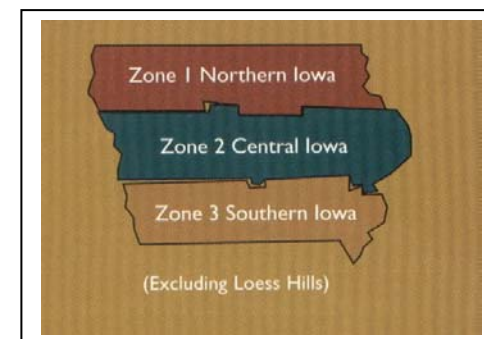 Zone 1 Northern Iowa
Zone 2 Central Iowa
Zone 3 Southern Iowa
(Excluding Loess Hills)